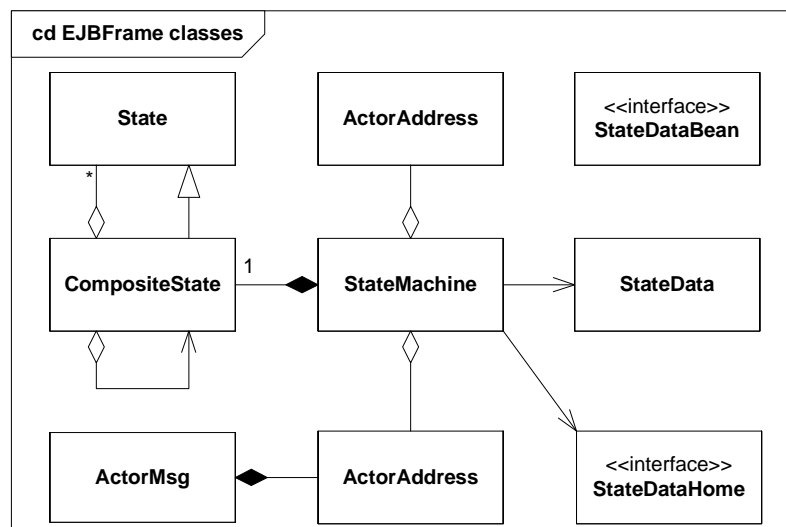 cd EJBFrame classes
State
ActorAddress
<<interface>>
StateDataBean
*
CompositeState
1
StateMachine
StateData
ActorMsg
ActorAddress
<<interface>>
StateDataHome